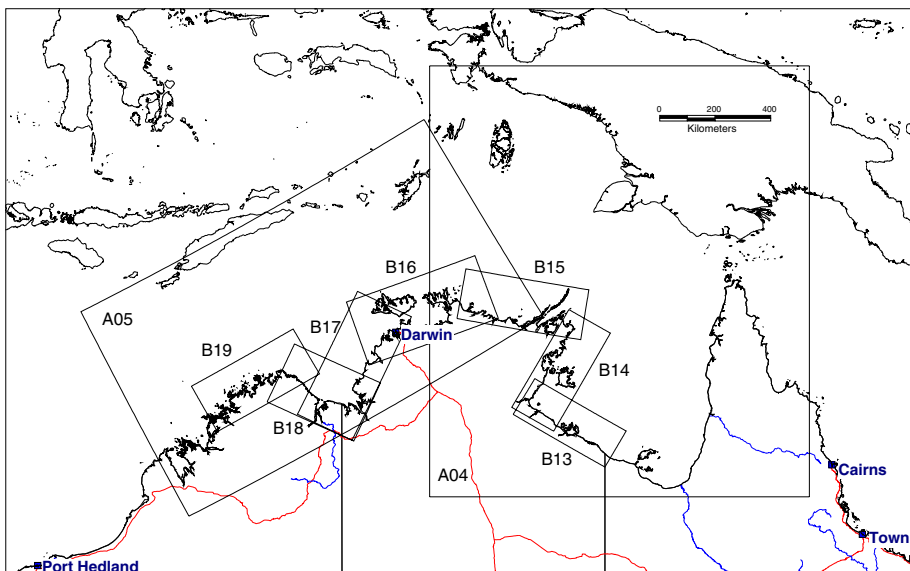 0 200 400
Kilometers
B16
B15
A05
B17
Darwin
B19
B14
B18
B13
A04
Cairns
Town
Port Hedland